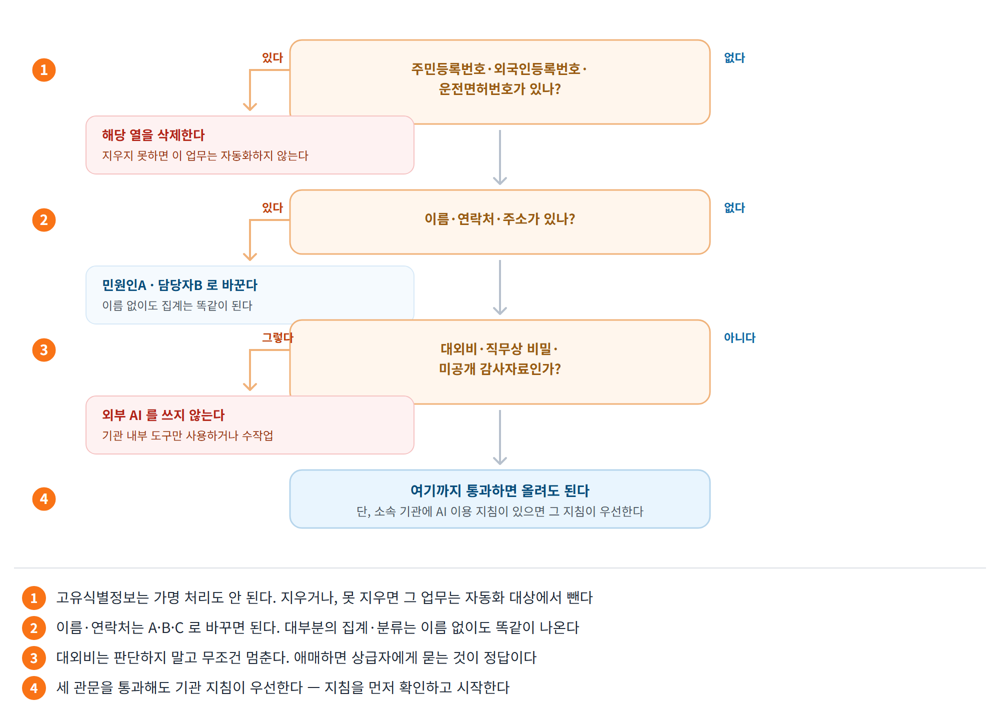 1
있다
주민등록번호·외국인등록번호·
운전면허번호가 있나?
없다
해당 열을 삭제한다
지우지 못하면 이 업무는 자동화하지 않는다
2
있다
이름·연락처·주소가 있나?
없다
민원인A · 담당자B 로 바꾼다
이름 없이도 집계는 똑같이 된다
3
그렇다
대외비·직무상 비밀·
미공개 감사자료인가?
아니다
외부 AI 를 쓰지 않는다
기관 내부 도구만 사용하거나 수작업
4
여기까지 통과하면 올려도 된다
단, 소속 기관에 AI 이용 지침이 있으면 그 지침이 우선한다
1 고유식별정보는 가명 처리도 안 된다. 지우거나, 못 지우면 그 업무는 자동화 대상에서 뺀다
2 이름·연락처는 A·B·C 로 바꾸면 된다. 대부분의 집계·분류는 이름 없이도 똑같이 나온다
3 대외비는 판단하지 말고 무조건 멈춘다. 애매하면 상급자에게 묻는 것이 정답이다
4 세 관문을 통과해도 기관 지침이 우선한다 — 지침을 먼저 확인하고 시작한다